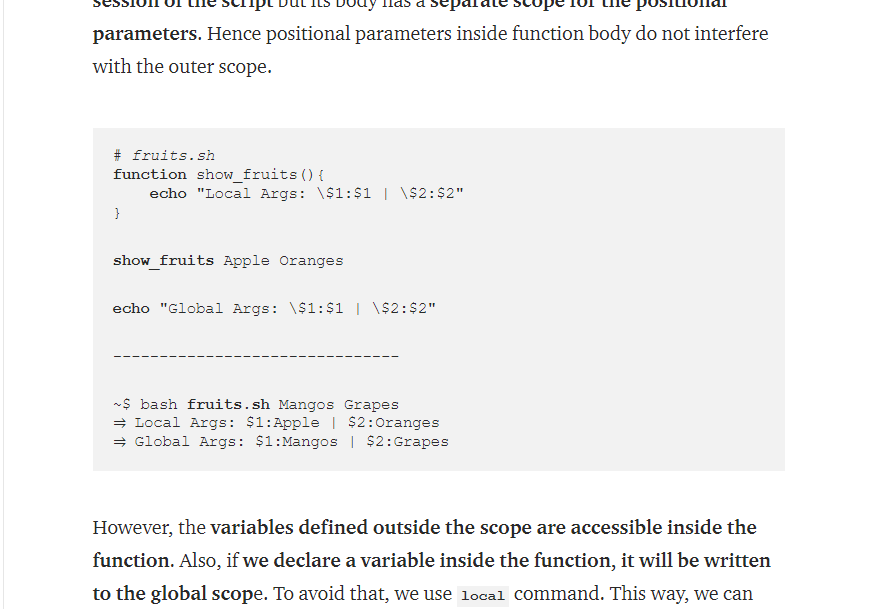 session of the script but its body has a separate scope for the positional
parameters. Hence positional parameters inside function body do not interfere
with the outer scope.
# fruits.sh
function show_fruits(){
    echo "Local Args: \$1:$1 | \$2:$2"
}
show_fruits Apple Oranges
echo "Global Args: \$1:$1 | \$2:$2"
-------------------------------
~$ bash fruits.sh Mangos Grapes
⇒ Local Args: $1:Apple | $2:Oranges
⇒ Global Args: $1:Mangos | $2:Grapes
However, the variables defined outside the scope are accessible inside the
function. Also, if we declare a variable inside the function, it will be written
to the global scope. To avoid that, we use local command. This way, we can